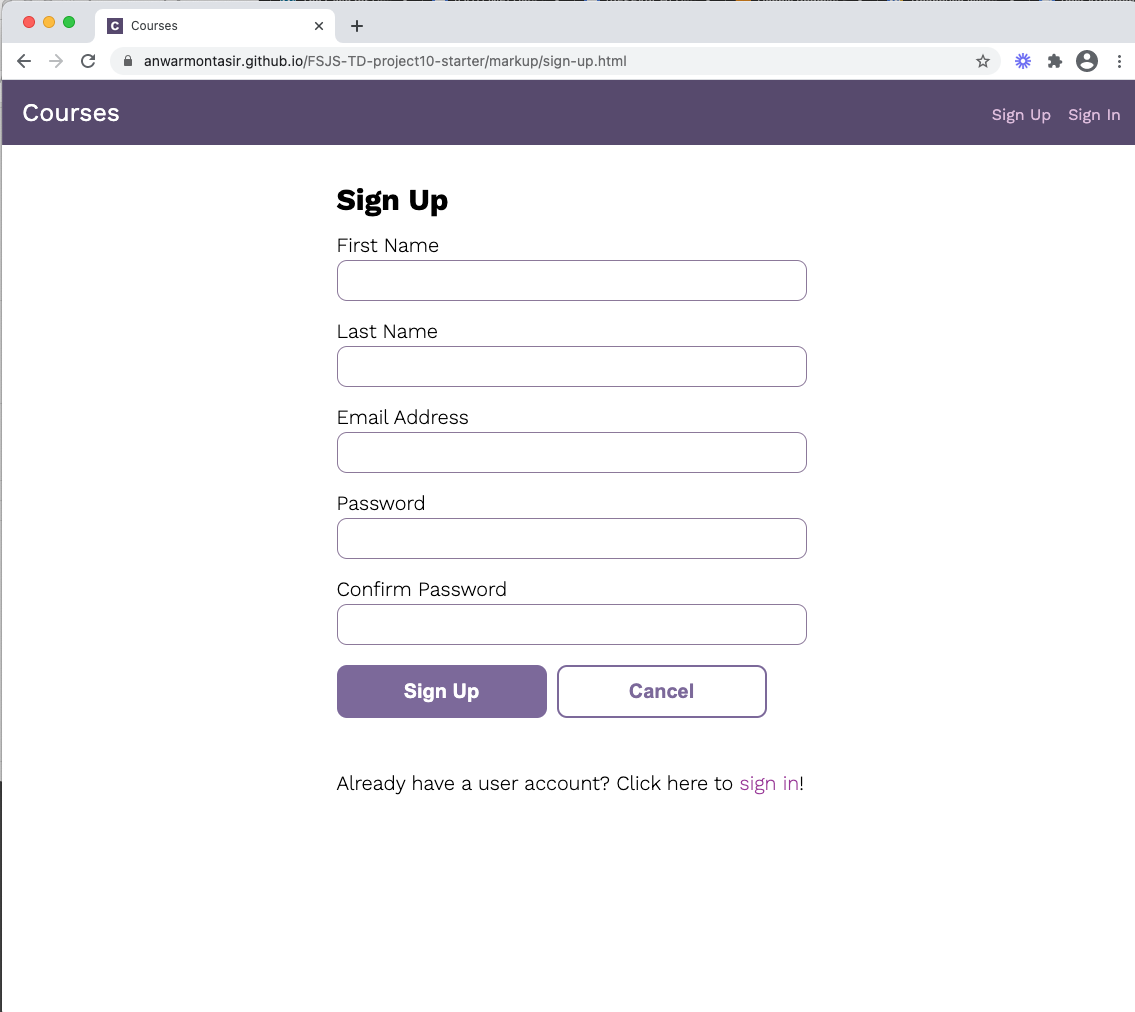 C Courses
anwarmontasir.github.io/FSJS-TD-project10-starter/markup/sign-up.html
Courses Sign Up Sign In
Sign Up
First Name
Last Name
Email Address
Password
Confirm Password
Sign Up Cancel
Already have a user account? Click here to sign in!